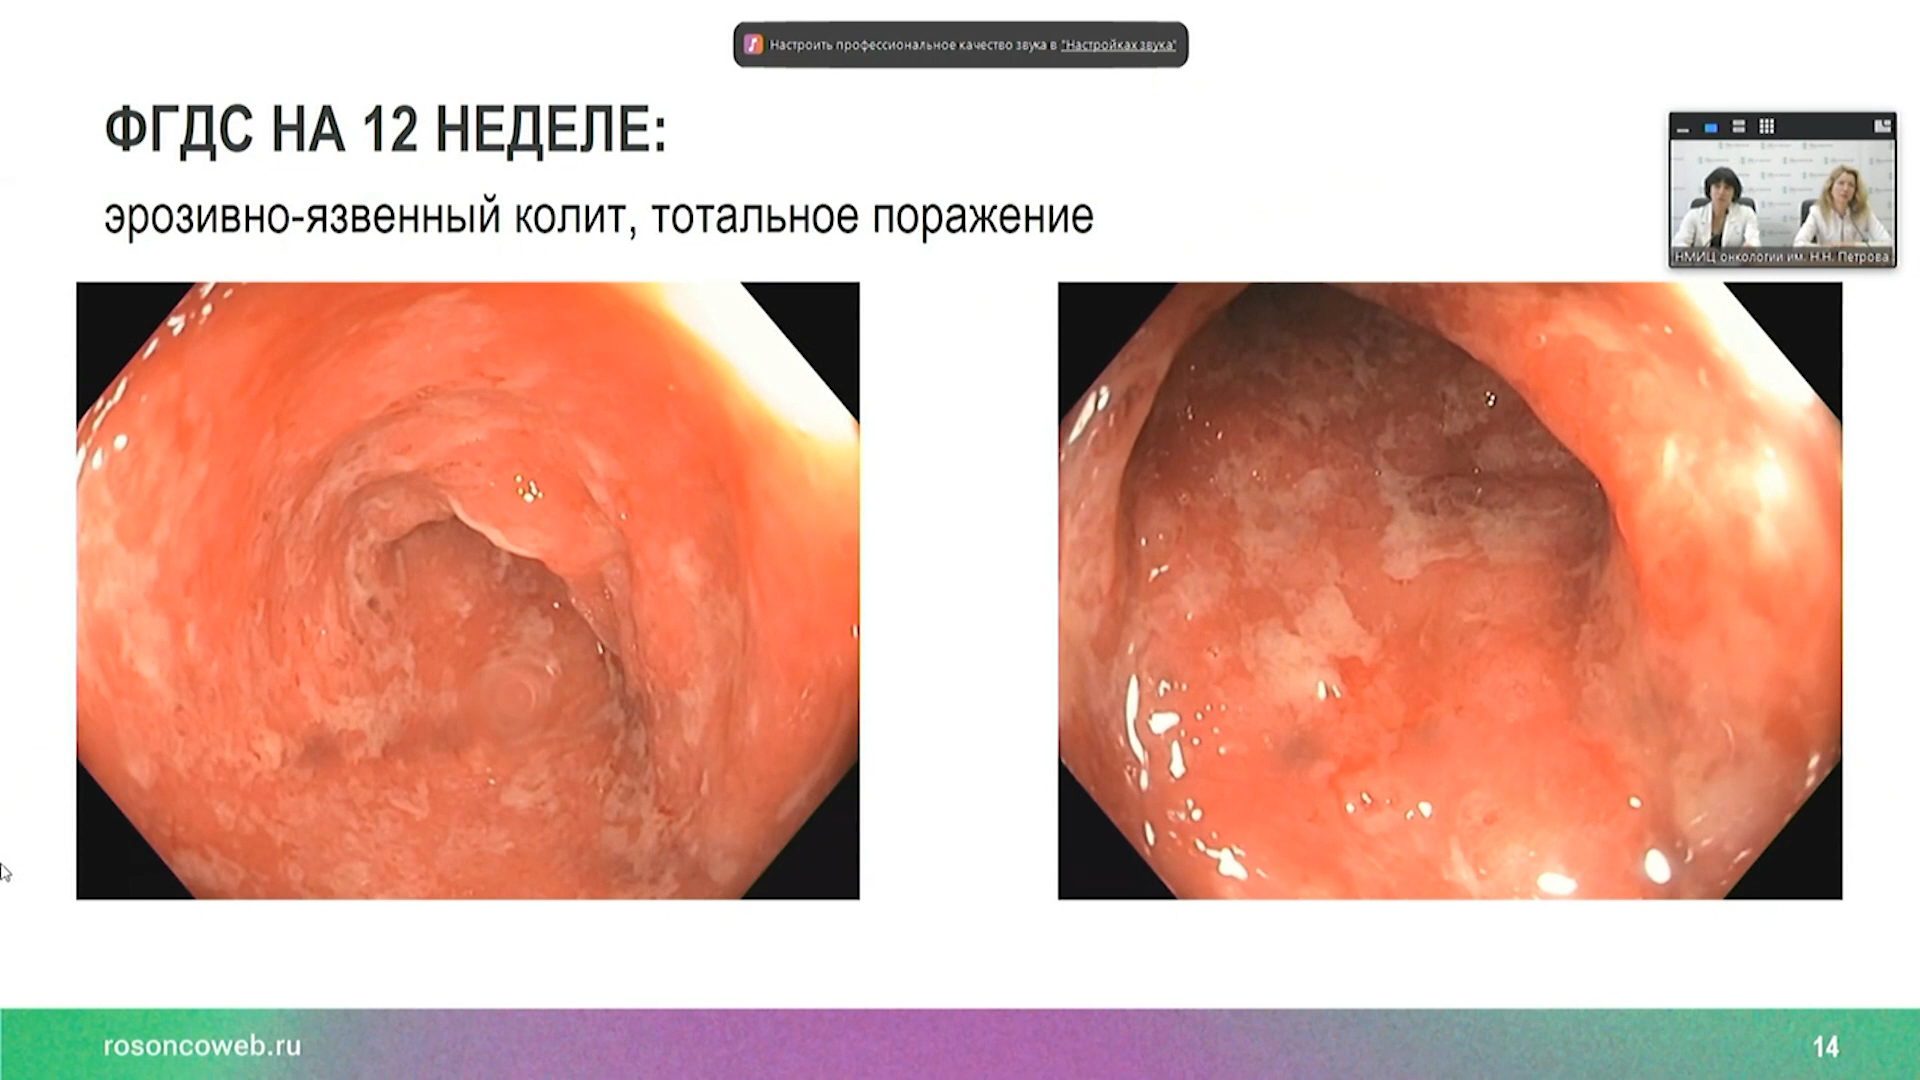 Настроить профессиональное качество звука в "Настройках звука"
ФГДС НА 12 НЕДЕЛЕ:
эрозивно-язвенный колит, тотальное поражение
НМИЦ онкологии им. Н.Н. Петрова
rosoncoweb.ru
14